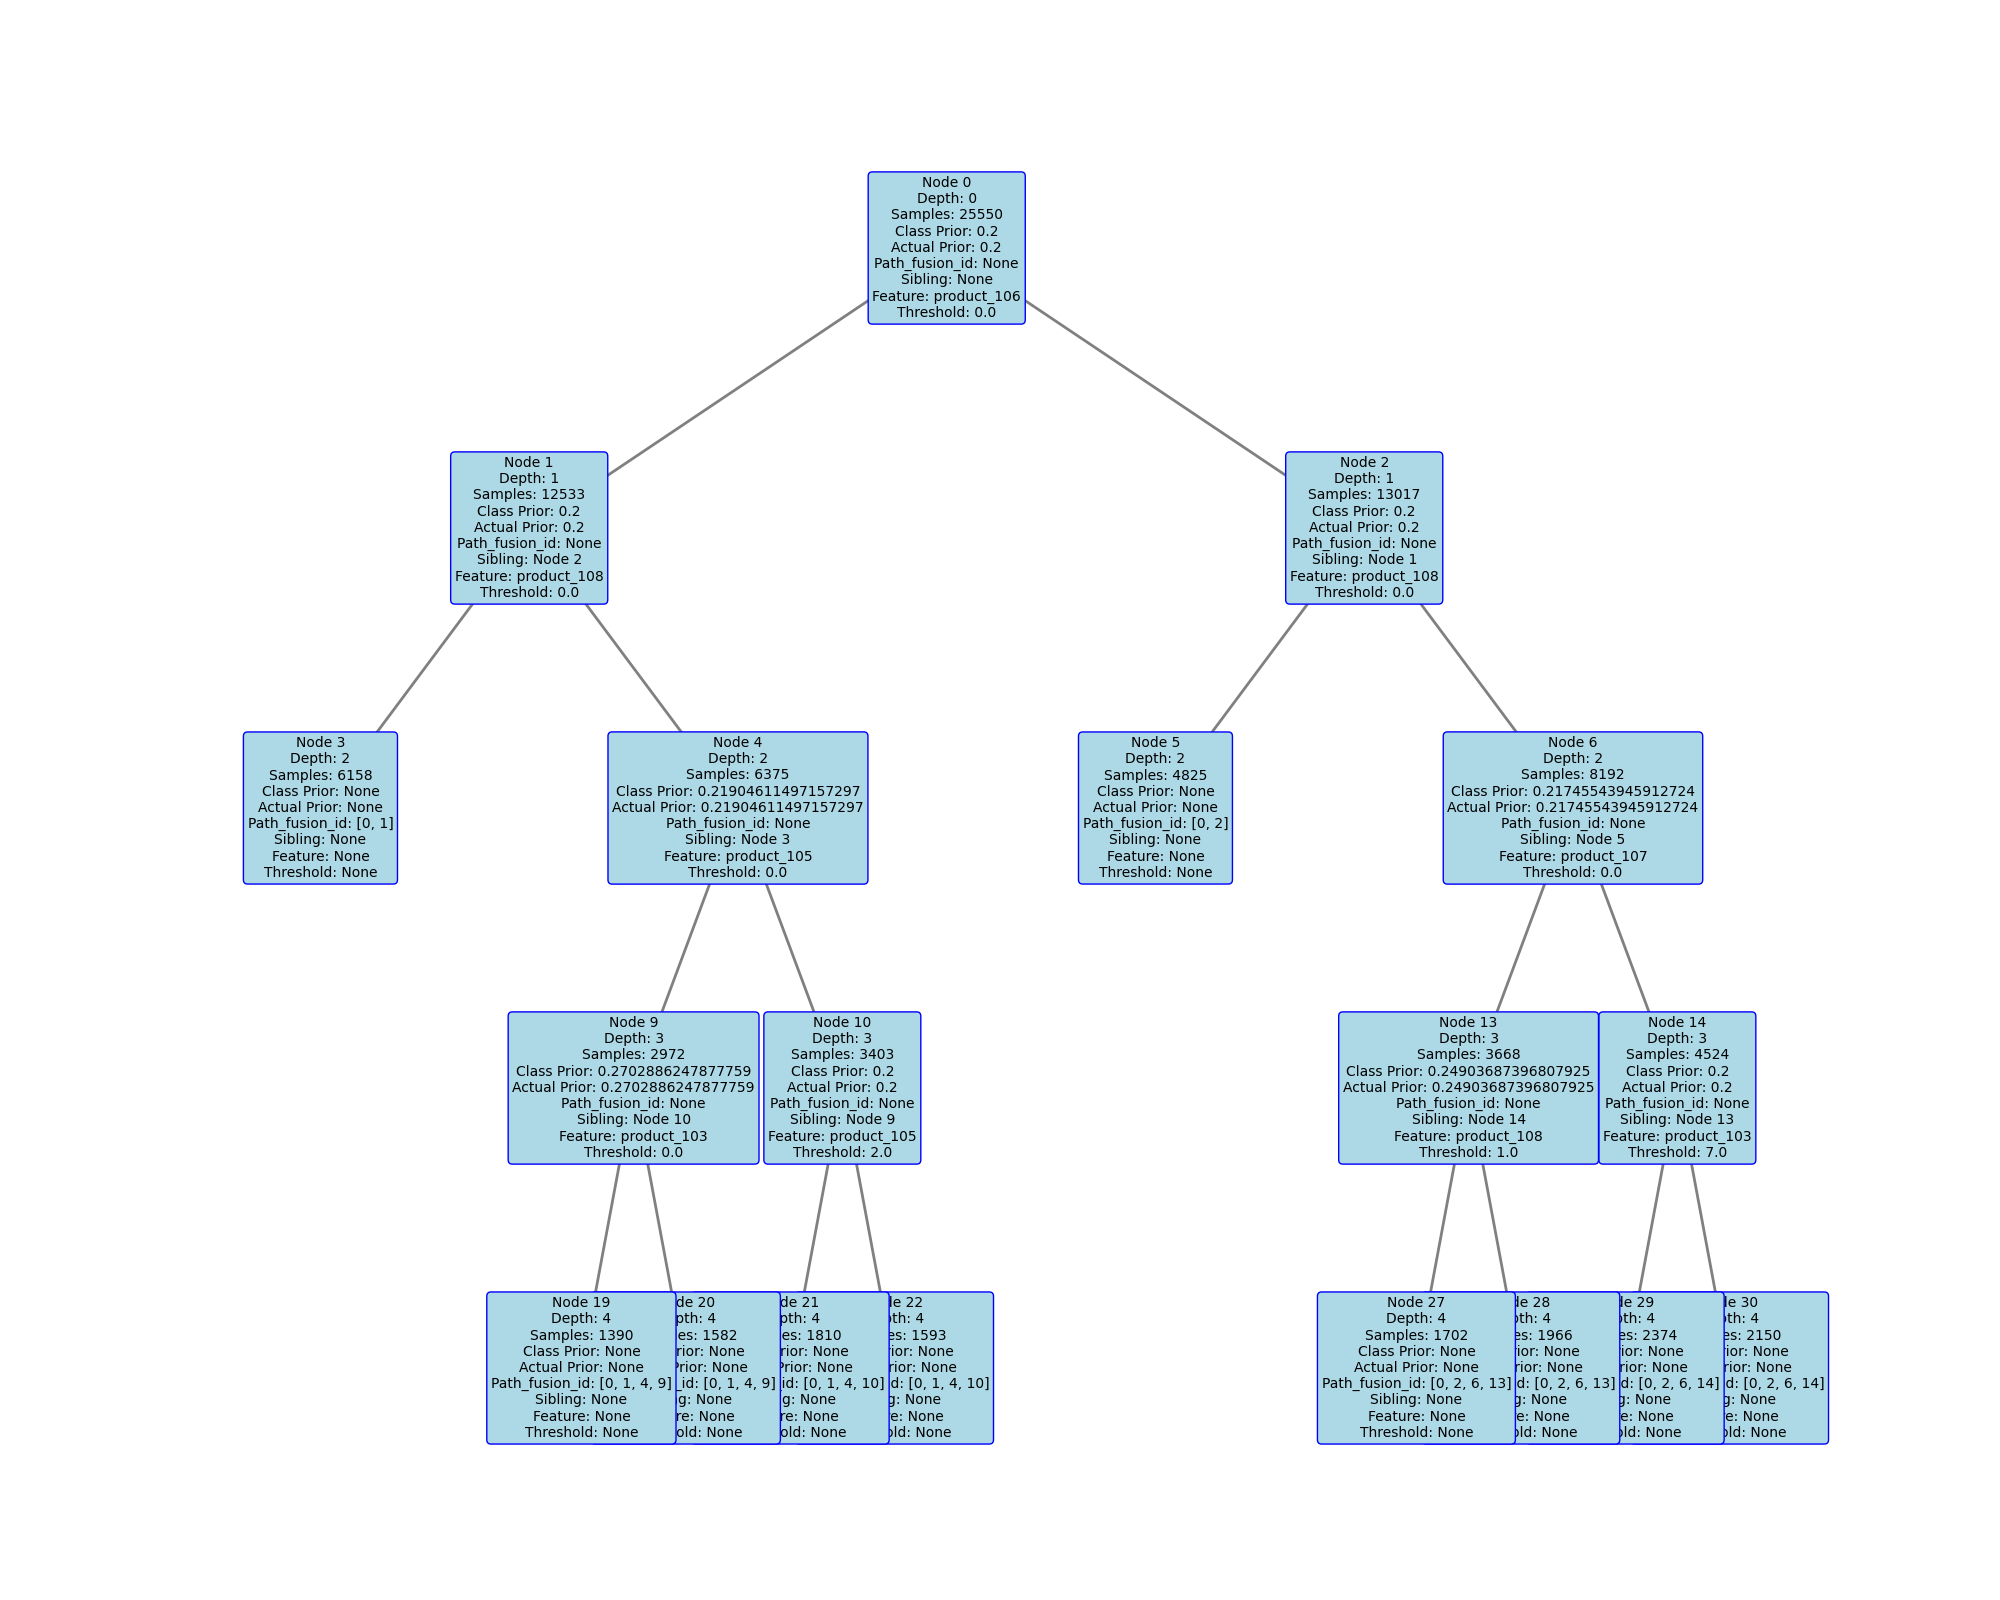 Node 0
Depth: 0
Samples: 25550
Class Prior: 0.2
Actual Prior: 0.2
Path_fusion_id: None
Sibling: None
Feature: product_106
Threshold: 0.0
Node 1
Depth: 1
Samples: 12533
Class Prior: 0.2
Actual Prior: 0.2
Path_fusion_id: None
Sibling: Node 2
Feature: product_108
Threshold: 0.0
Node 2
Depth: 1
Samples: 13017
Class Prior: 0.2
Actual Prior: 0.2
Path_fusion_id: None
Sibling: Node 1
Feature: product_108
Threshold: 0.0
Node 3
Depth: 2
Samples: 6158
Class Prior: None
Actual Prior: None
Path_fusion_id: [0, 1]
Sibling: None
Feature: None
Threshold: None
Node 4
Depth: 2
Samples: 6375
Class Prior: 0.21904611497157297
Actual Prior: 0.21904611497157297
Path_fusion_id: None
Sibling: Node 3
Feature: product_105
Threshold: 0.0
Node 5
Depth: 2
Samples: 4825
Class Prior: None
Actual Prior: None
Path_fusion_id: [0, 2]
Sibling: None
Feature: None
Threshold: None
Node 6
Depth: 2
Samples: 8192
Class Prior: 0.21745543945912724
Actual Prior: 0.21745543945912724
Path_fusion_id: None
Sibling: Node 5
Feature: product_107
Threshold: 0.0
Node 9
Depth: 3
Samples: 2972
Class Prior: 0.2702886247877759
Actual Prior: 0.2702886247877759
Path_fusion_id: None
Sibling: Node 10
Feature: product_103
Threshold: 0.0
Node 10
Depth: 3
Samples: 3403
Class Prior: 0.2
Actual Prior: 0.2
Path_fusion_id: None
Sibling: Node 9
Feature: product_105
Threshold: 2.0
Node 13
Depth: 3
Samples: 3668
Class Prior: 0.24903687396807925
Actual Prior: 0.24903687396807925
Path_fusion_id: None
Sibling: Node 14
Feature: product_108
Threshold: 1.0
Node 14
Depth: 3
Samples: 4524
Class Prior: 0.2
Actual Prior: 0.2
Path_fusion_id: None
Sibling: Node 13
Feature: product_103
Threshold: 7.0
Node 19
Depth: 4
Samples: 1390
Class Prior: None
Actual Prior: None
Path_fusion_id: [0, 1, 4, 9]
Sibling: None
Feature: None
Threshold: None
de 20
pth: 4
es: 1582
rior: None
Prior: None
_id: [0, 1, 4, 9]
g: None
re: None
old: None
de 21
pth: 4
es: 1810
rior: None
Prior: None
id: [0, 1, 4, 10]
g: None
re: None
old: None
de 22
th: 4
es: 1593
ior: None
rior: None
d: [0, 1, 4, 10]
g: None
e: None
old: None
Node 27
Depth: 4
Samples: 1702
Class Prior: None
Actual Prior: None
Path_fusion_id: [0, 2, 6, 13]
Sibling: None
Feature: None
Threshold: None
de 28
th: 4
es: 1966
ior: None
rior: None
d: [0, 2, 6, 13]
g: None
e: None
old: None
de 29
th: 4
es: 2374
ior: None
rior: None
d: [0, 2, 6, 14]
g: None
e: None
old: None
de 30
th: 4
es: 2150
ior: None
rior: None
d: [0, 2, 6, 14]
g: None
e: None
old: None